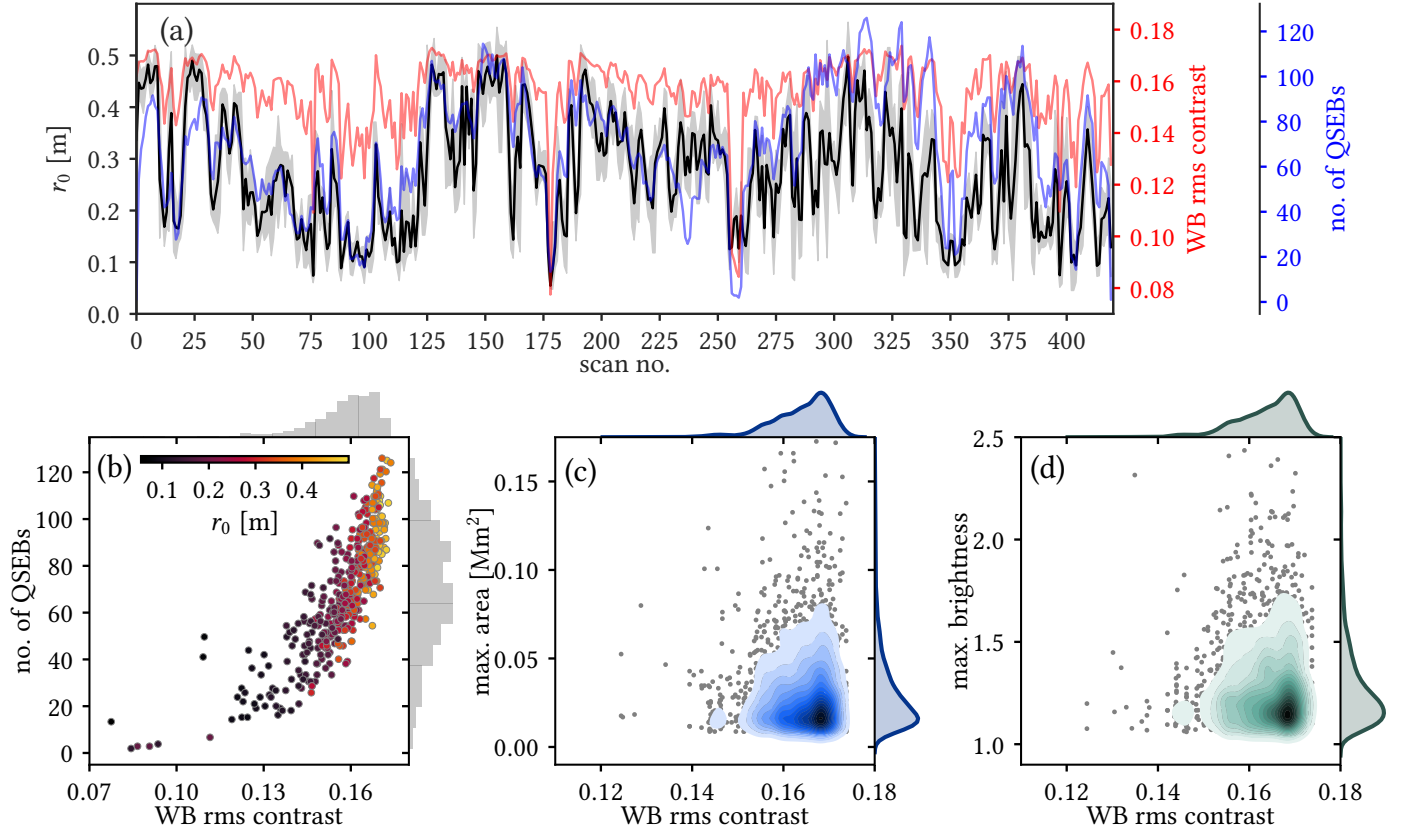 (a)
0.5
0.4
0.3
0.2
0.1
0.0
r0 [m]
0 25 50 75 100 125 150 175 200 225 250 275 300 325 350 375 400
scan no.
0.18
0.16
0.14
0.12
0.10
0.08
WB rms contrast
120
100
80
60
40
20
0
no. of QSEBs
(b)
0.1 0.2 0.3 0.4
r0 [m]
120
100
80
60
40
20
0
no. of QSEBs
0.07 0.10 0.13 0.16
WB rms contrast
(c)
0.15
0.10
0.05
0.00
max. area [Mm²]
0.12 0.14 0.16 0.18
WB rms contrast
(d)
2.5
2.0
1.5
1.0
max. brightness
0.12 0.14 0.16 0.18
WB rms contrast